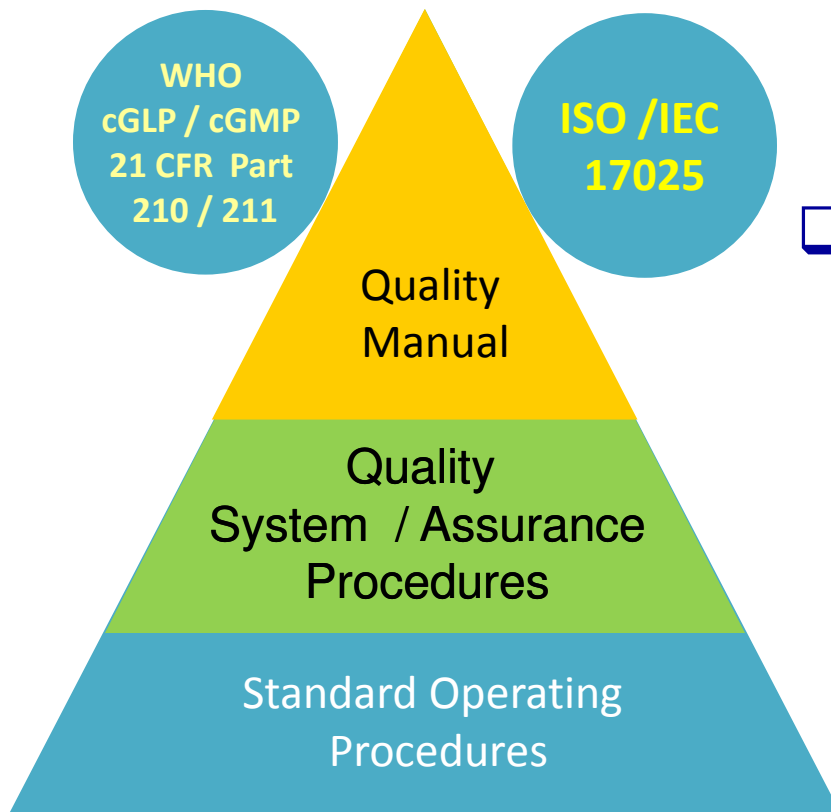 WHO
cGLP / cGMP
21 CFR Part
210 / 211
ISO /IEC
17025
Quality
Manual
Quality
System / Assurance
Procedures
Standard Operating
Procedures